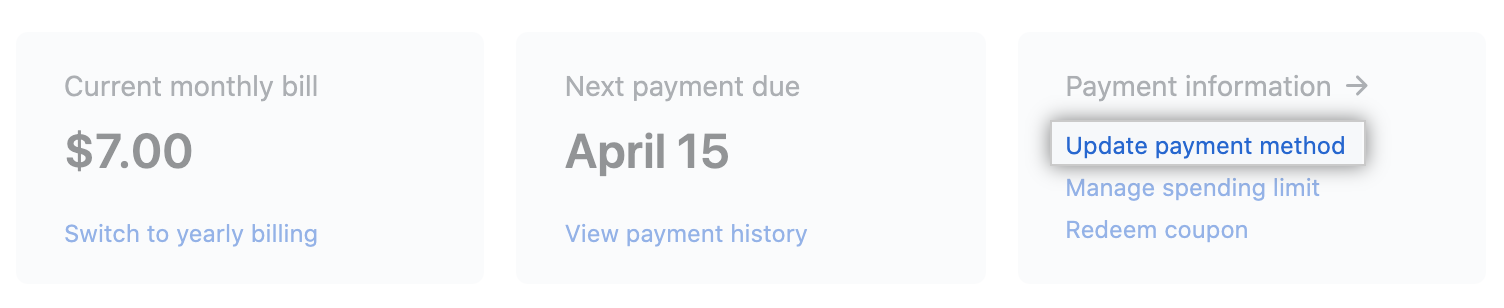 Current monthly bill
$7.00
Switch to yearly billing
Next payment due
April 15
View payment history
Payment information →
Update payment method
Manage spending limit
Redeem coupon